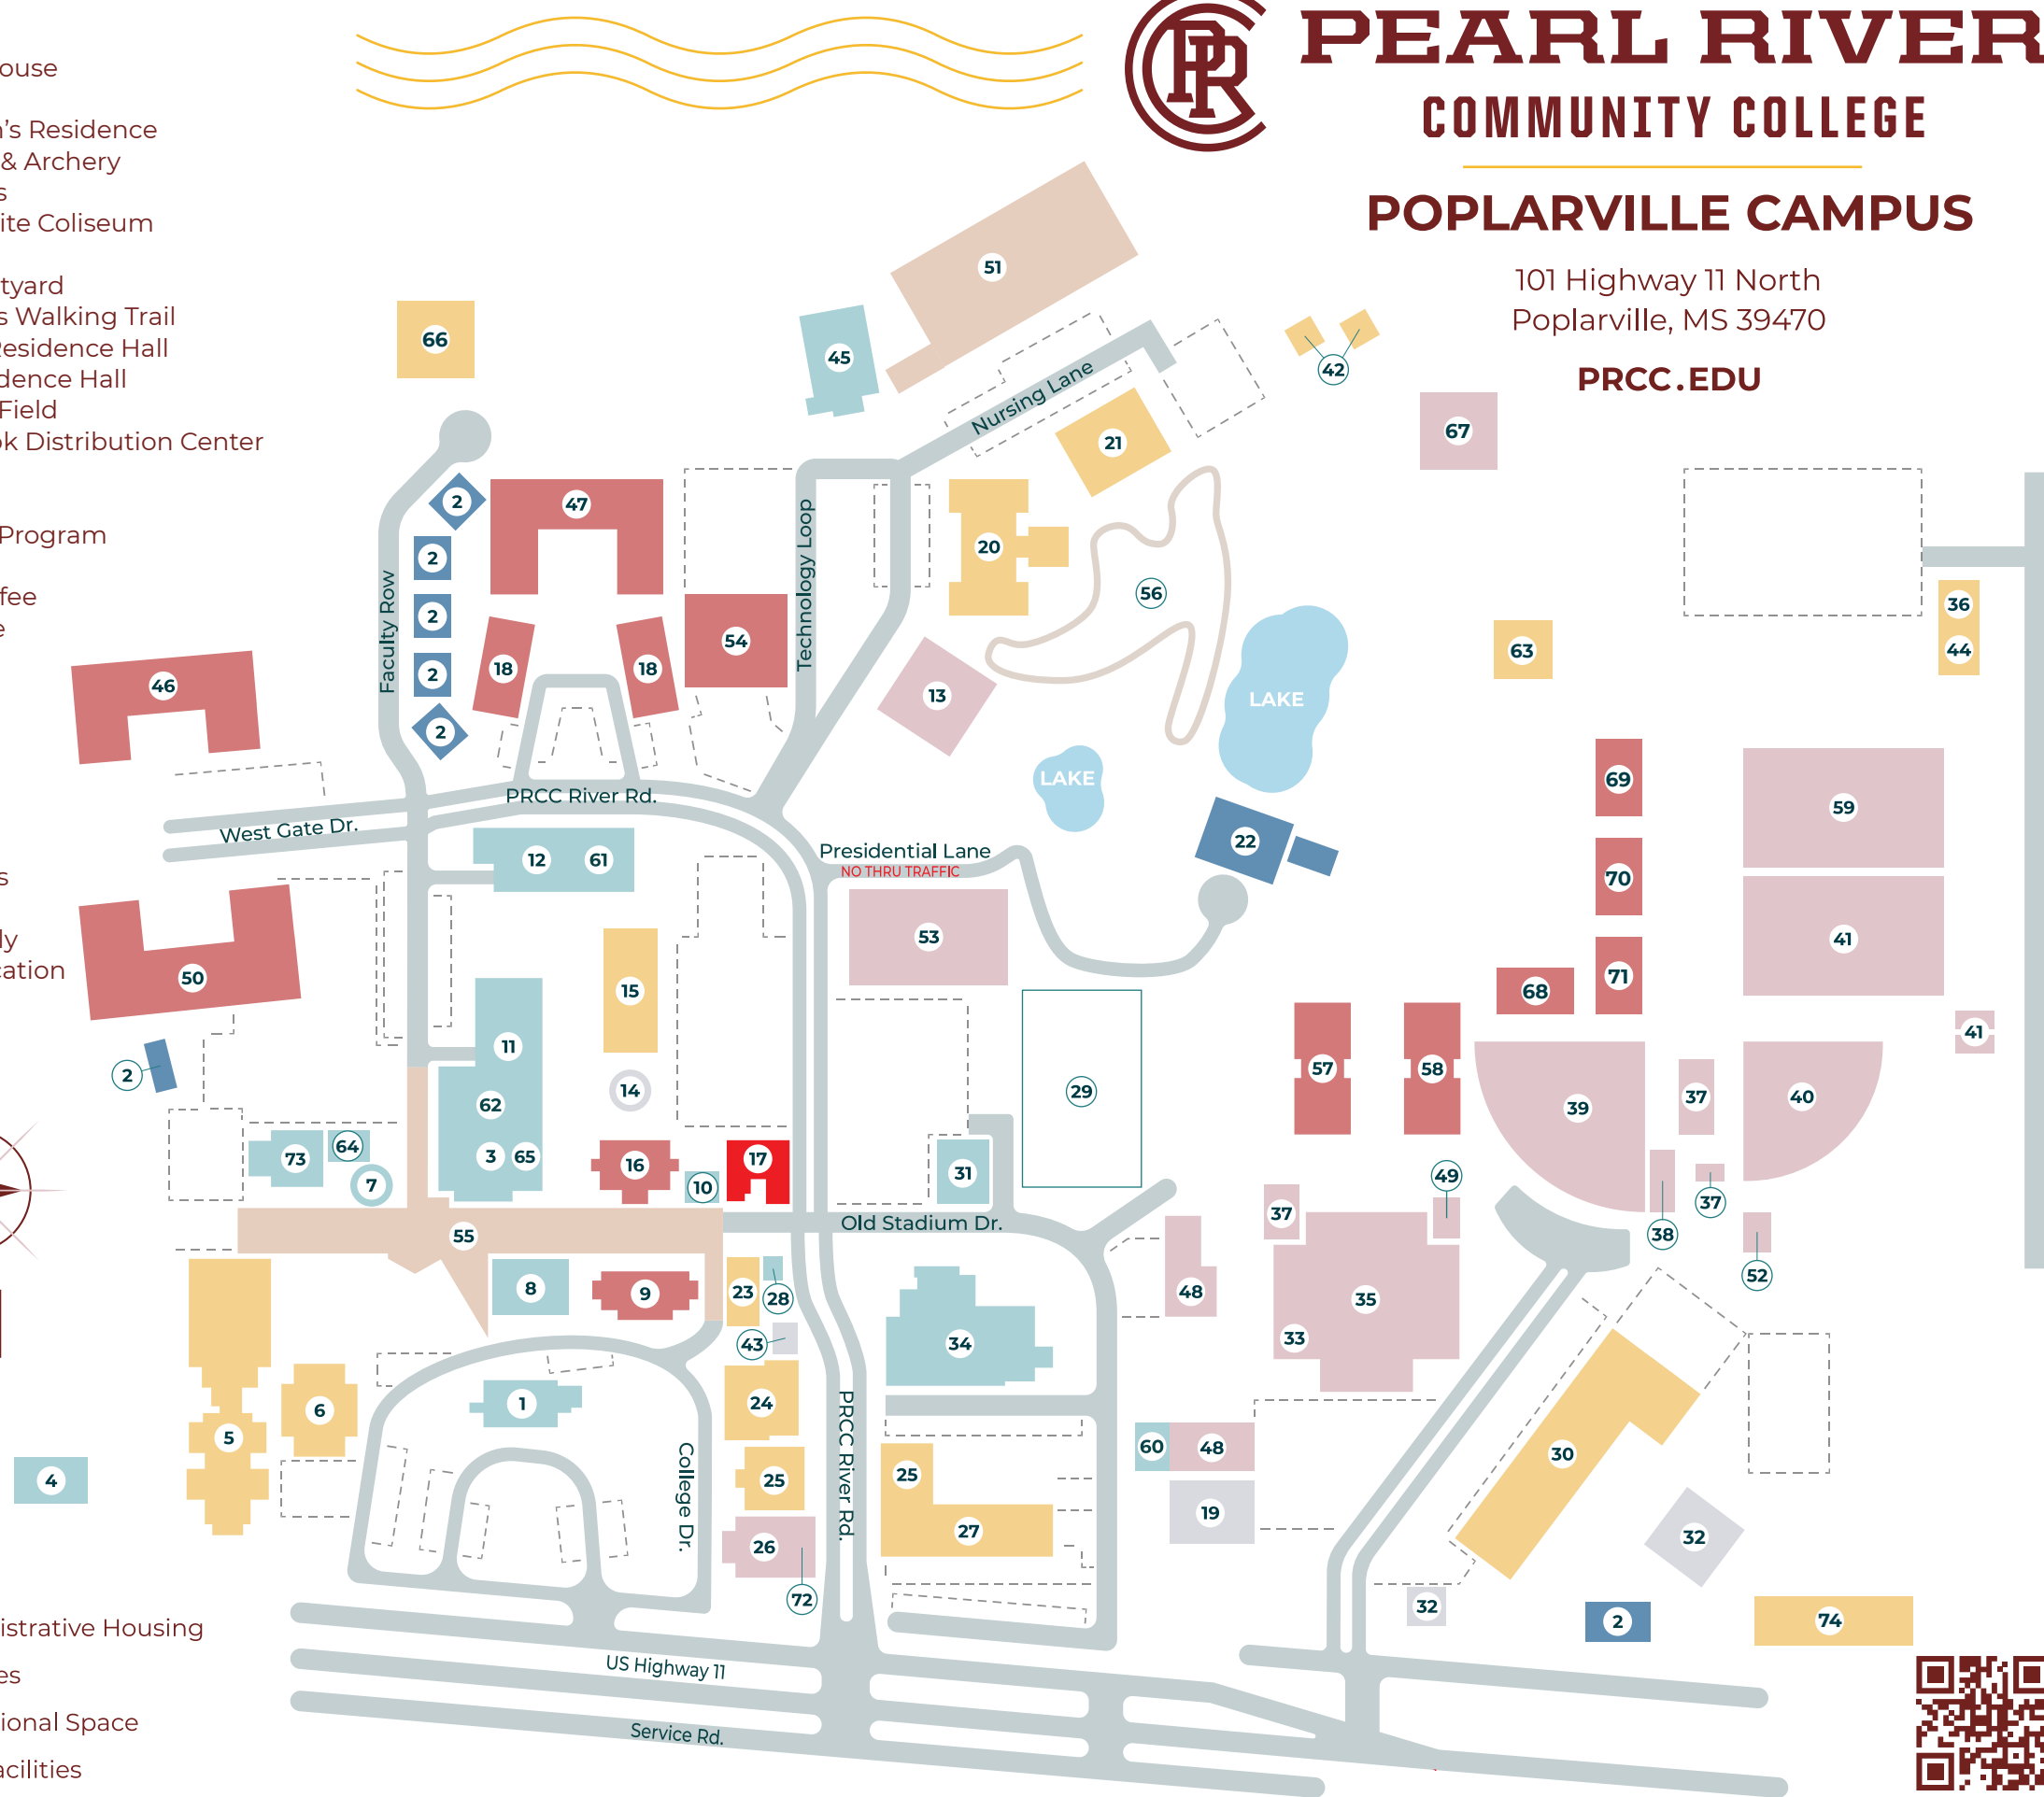 PEARL RIVER
COMMUNITY COLLEGE
POPLARVILLE CAMPUS
101 Highway 11 North
Poplarville, MS 39470
PRCC.EDU
ouse
's Residence
& Archery
s
ite Coliseum
tyard
s Walking Trail
Residence Hall
dence Hall
Field
ok Distribution Center
Program
fee
e
s
ly
cation
istrative Housing
es
ional Space
acilities
51
66
45
42
Nursing Lane
67
21
2
47
20
2
Technology Loop
56
36
2
Faculty Row
54
63
44
18
18
2
46
13
LAKE
2
LAKE
69
PRCC River Rd.
59
West Gate Dr.
22
Presidential Lane
12
61
NO THRU TRAFFIC
70
53
41
50
15
71
68
11
41
2
57
58
14
29
62
37
40
39
64
73
3
65
16
17
31
49
7
10
37
37
Old Stadium Dr.
55
38
52
8
9
23
28
48
35
43
34
33
1
24
6
PRCC River Rd.
5
College Dr.
60
48
30
4
25
25
19
27
26
32
72
32
2
74
US Highway 11
Service Rd.